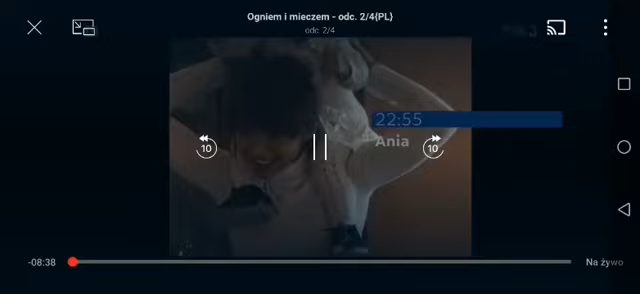 Ogniem i mieczem - odc. 2/4{PL}
odc. 2/4
22:55
Ania
10
10
-08:38
Na żywo